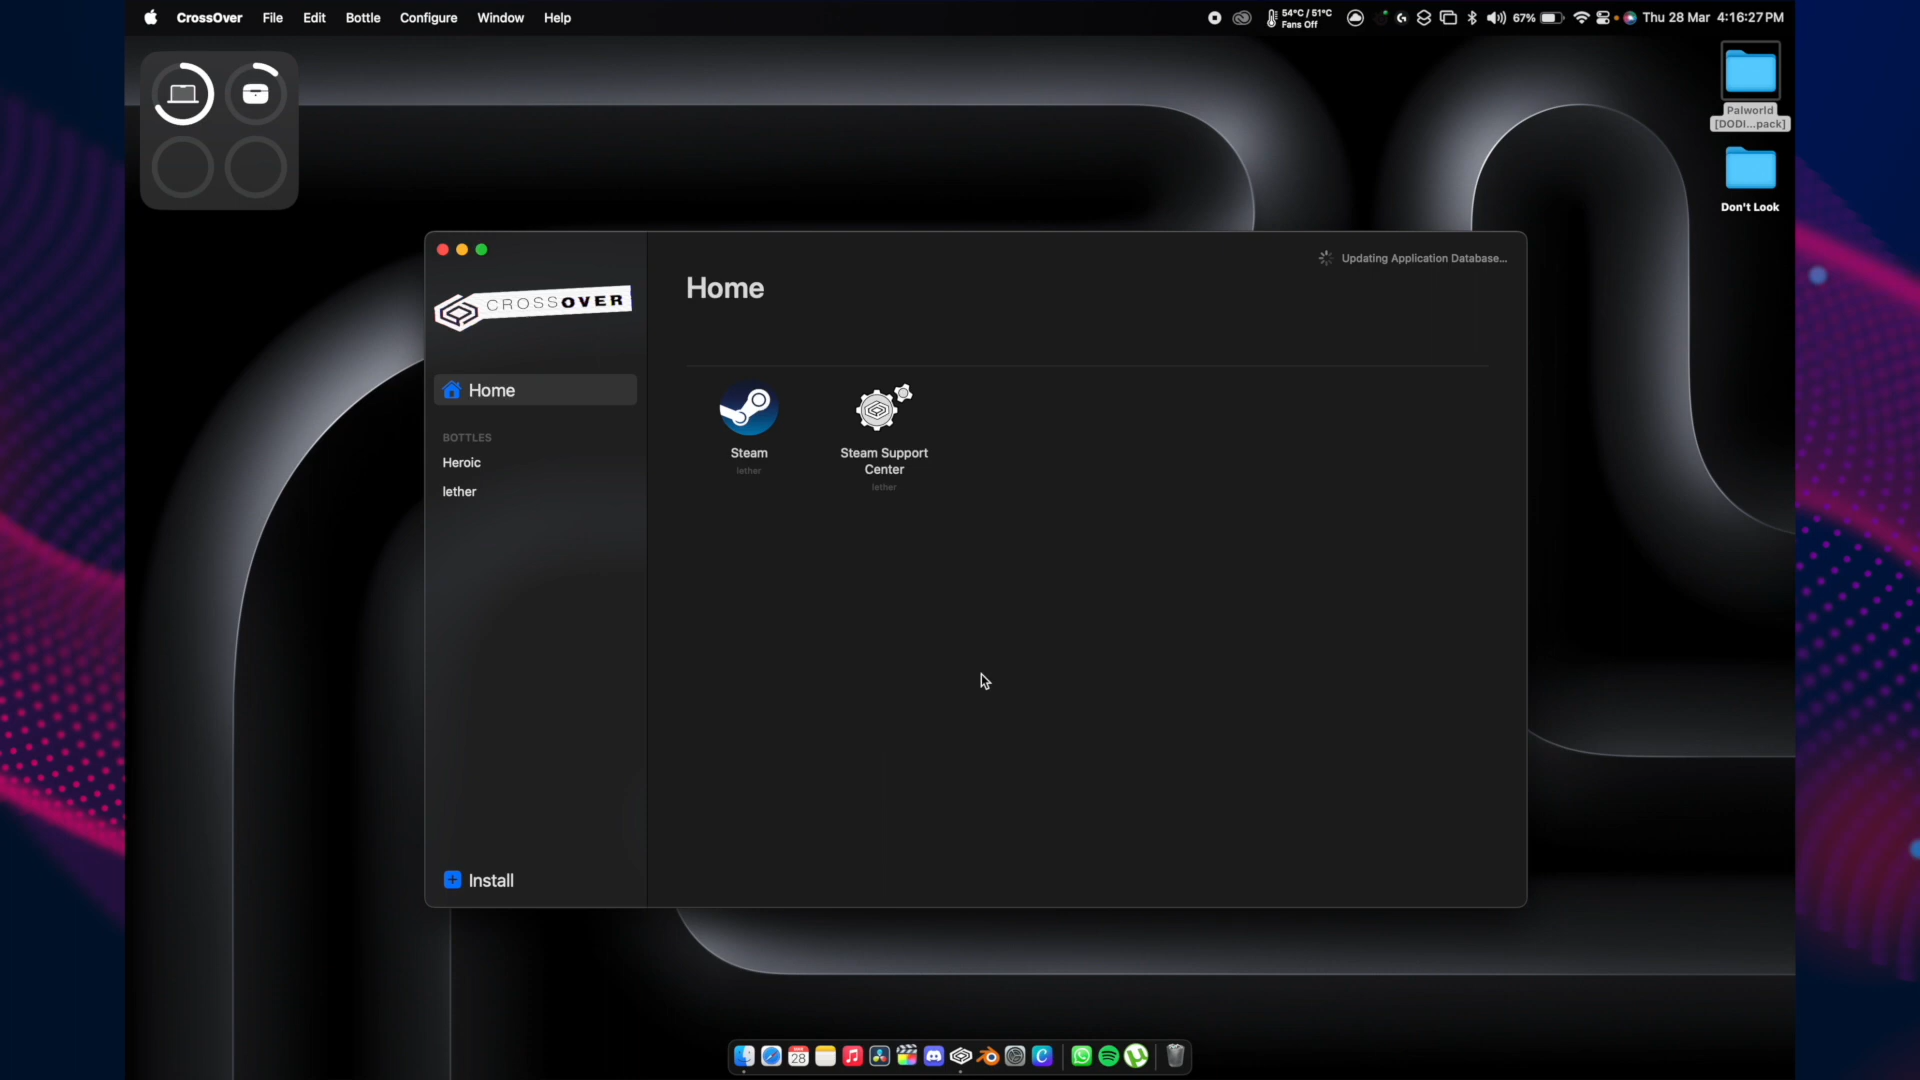 CrossOver File Edit Bottle Configure Window Help
54°C / 51°C
Fans Off
67%
Thu 28 Mar 4:16:27 PM
Palworld
[DODI...pack]
Don't Look
CROSSOVER
Updating Application Database...
Home
Home
BOTTLES
Heroic
lether
Steam
lether
Steam Support
Center
lether
Install
28